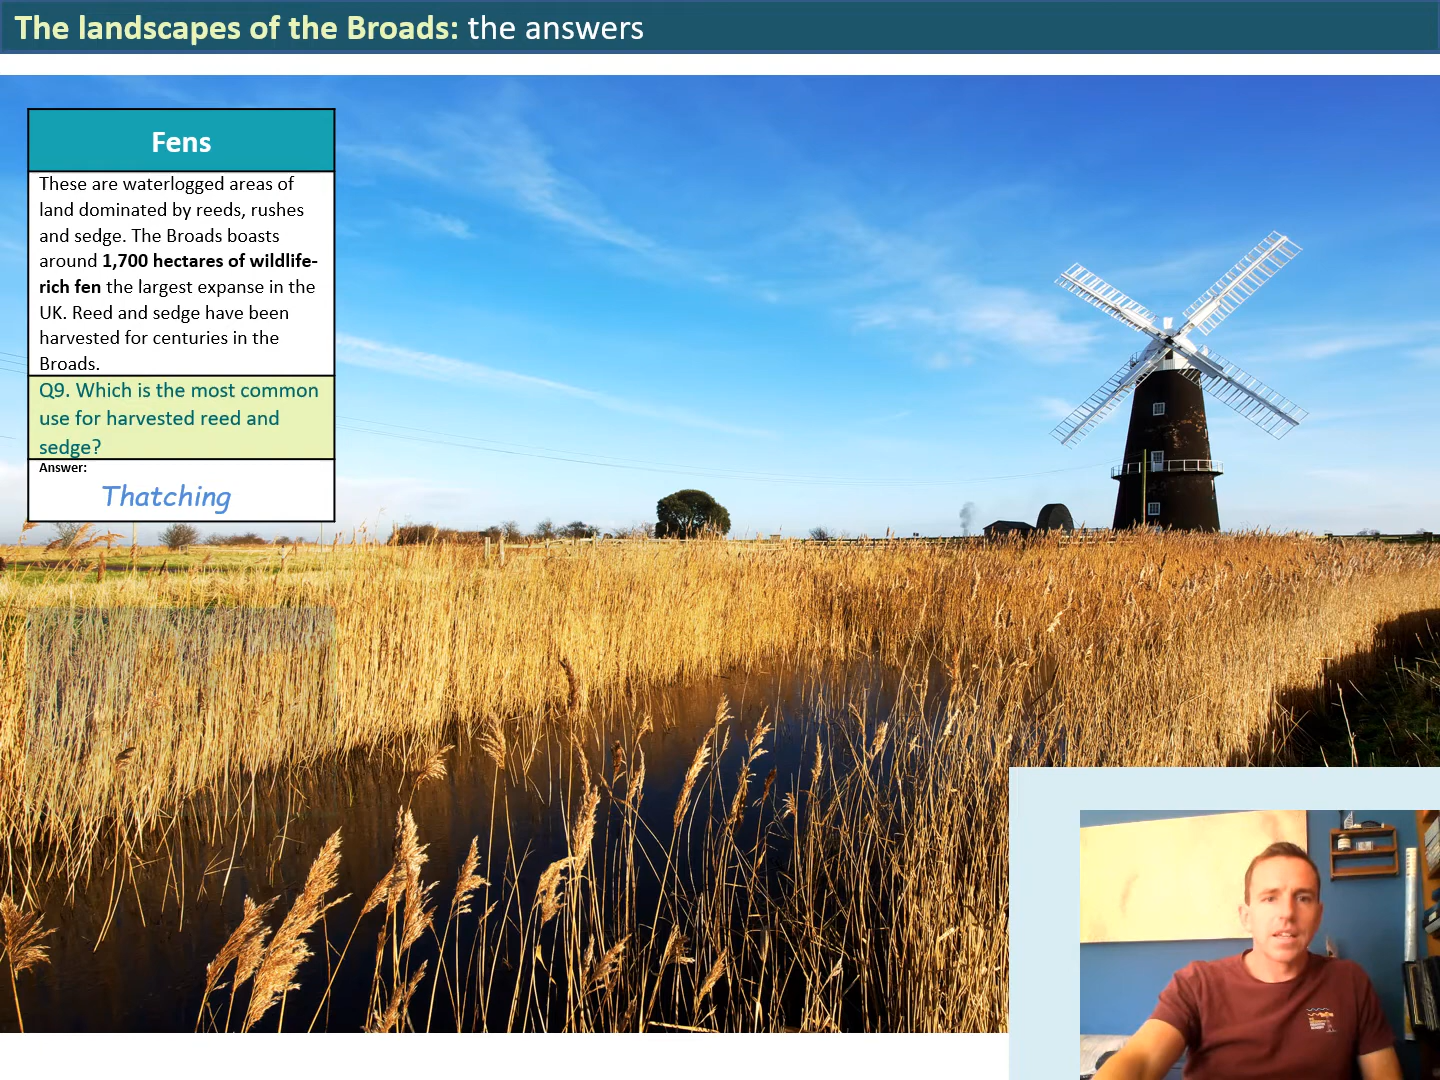 The landscapes of the Broads: the answers
Fens
These are waterlogged areas of
land dominated by reeds, rushes
and sedge. The Broads boasts
around 1,700 hectares of wildlife-
rich fen the largest expanse in the
UK. Reed and sedge have been
harvested for centuries in the
Broads.
Q9. Which is the most common
use for harvested reed and
sedge?
Answer:
Thatching